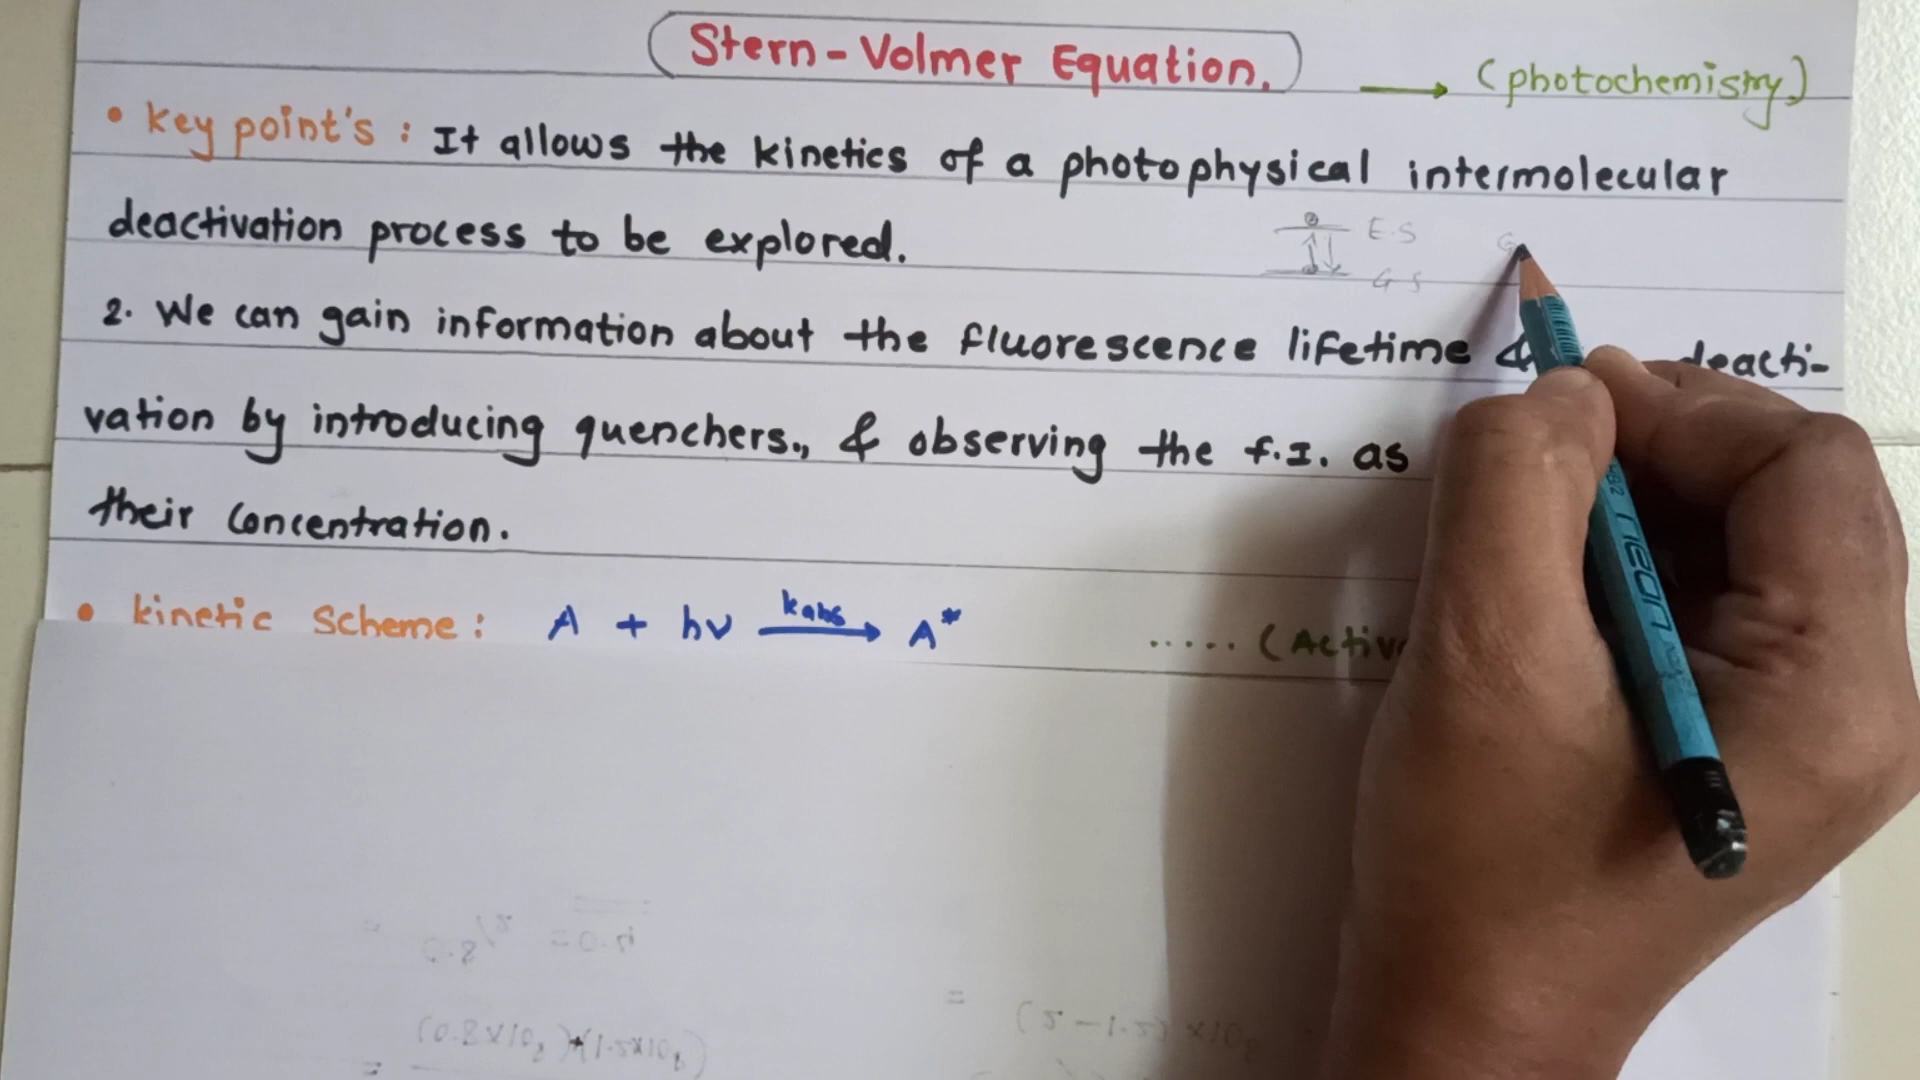 Stern-Volmer Equation.
→ (photochemistry)
• Key point's : It allows the kinetics of a photophysical intermolecular
deactivation process to be explored.
E.S
G S
2. We can gain information about the fluorescence lifetime & deacti-
vation by introducing quenchers., & observing the f.I. as
their concentration.
• kinetic Scheme : A + hν kabs → A*
..... (Activ
neon